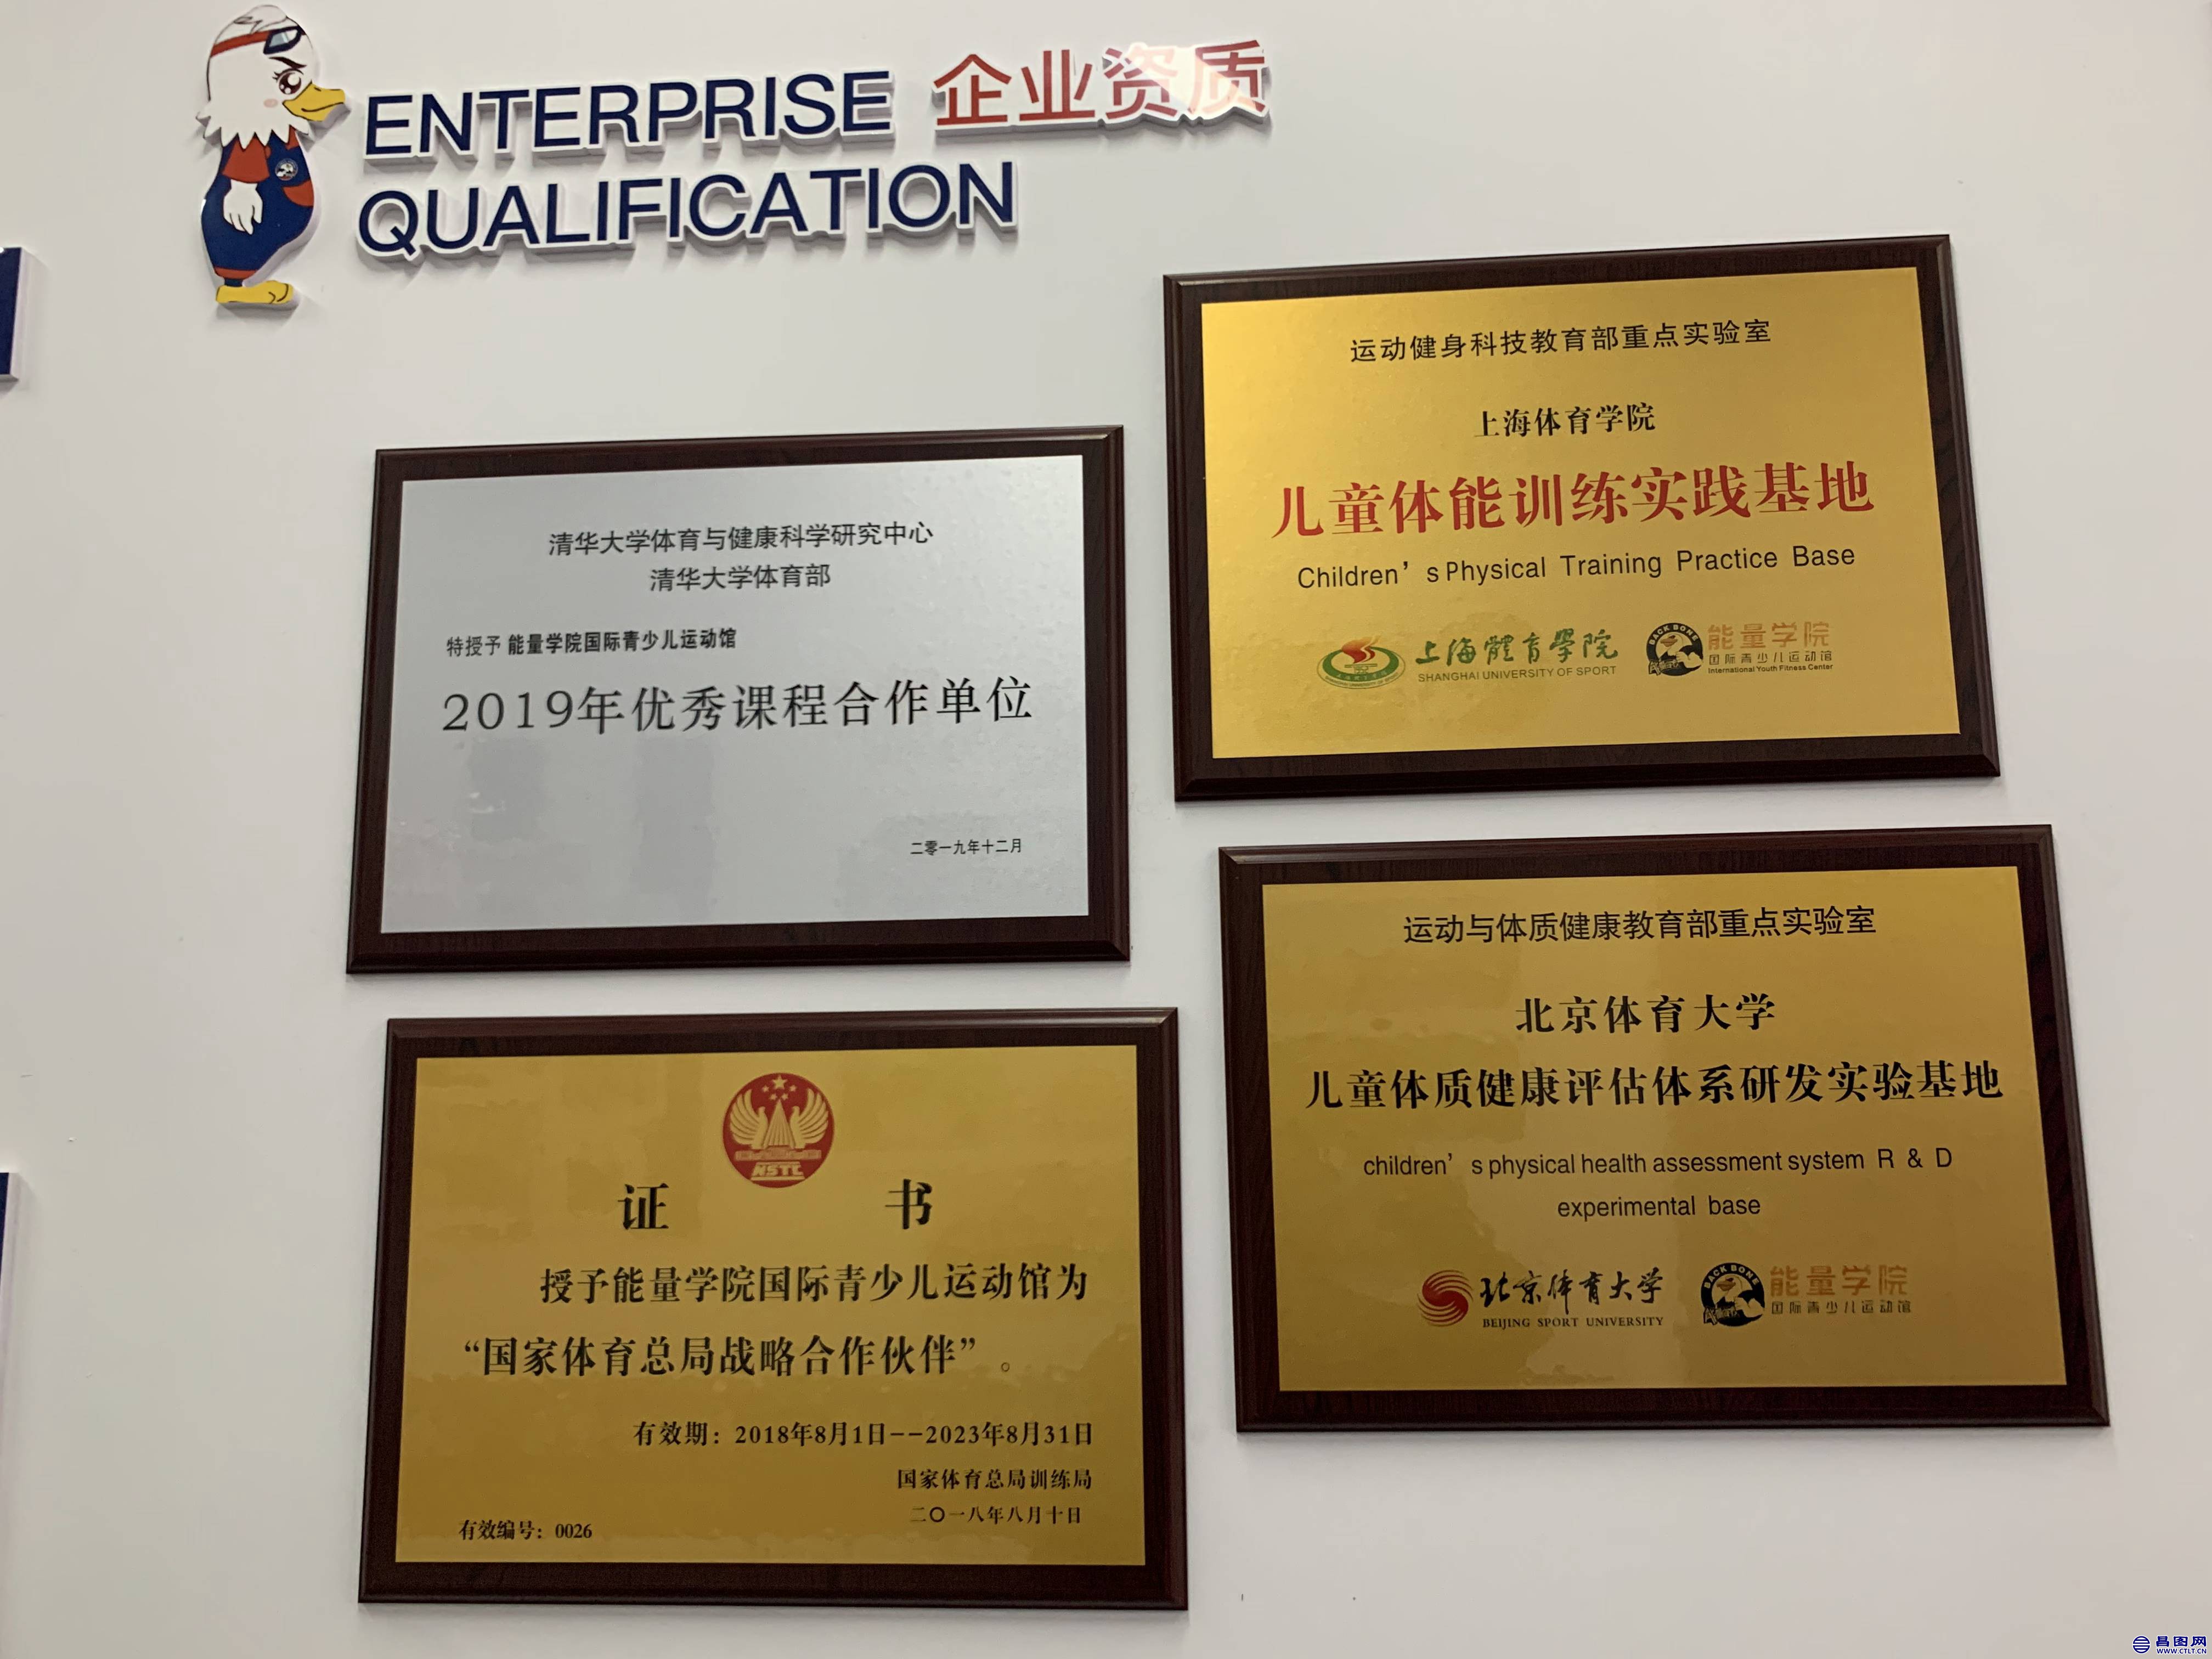 ENTERPRISE 企业资质
QUALIFICATION
清华大学体育与健康科学研究中心
清华大学体育部
特授予 能量学院国际青少儿运动馆
2019年优秀课程合作单位
二零一九年十二月
运动健身科技教育部重点实验室
上海体育学院
儿童体能训练实践基地
Children’s Physical Training Practice Base
上海體育學院
SHANGHAI UNIVERSITY OF SPORT
BACK BONE
能量学院
国际青少儿运动馆
International Youth Fitness Center
NSTC
证 书
授予能量学院国际青少儿运动馆为
“国家体育总局战略合作伙伴”。
有效期：2018年8月1日--2023年8月31日
国家体育总局训练局
二〇一八年八月十日
有效编号：0026
运动与体质健康教育部重点实验室
北京体育大学
儿童体质健康评估体系研发实验基地
children’s physical health assessment system R & D
experimental base
北京体育大学
BEIJING SPORT UNIVERSITY
BACK BONE
能量学院
国际青少儿运动馆
昌图网
WWW.CTLT.CN